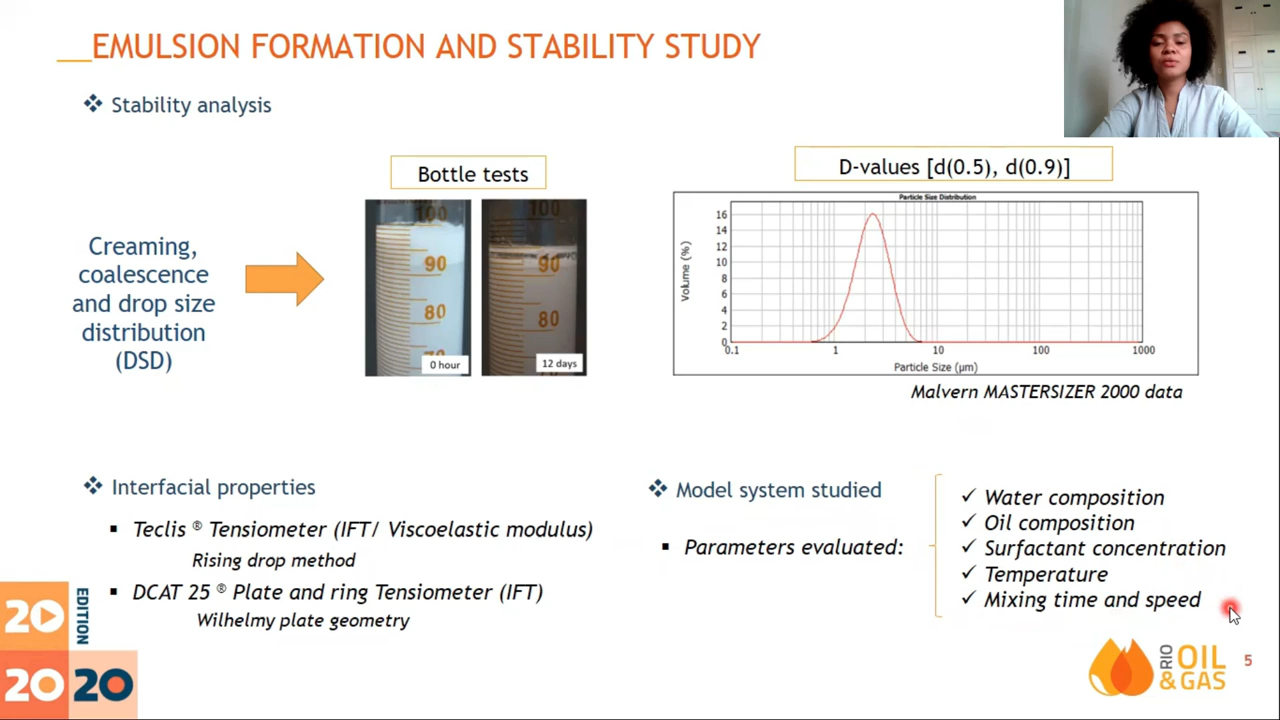 __EMULSION FORMATION AND STABILITY STUDY
❖ Stability analysis
Creaming,
coalescence
and drop size
distribution
(DSD)
Bottle tests
100
90
80
70
0 hour
100
90
80
12 days
D-values [d(0.5), d(0.9)]
Particle Size Distribution
Volume (%)
16
14
12
10
8
6
4
2
0
0.1 1 10 100 1000
Particle Size (µm)
Malvern MASTERSIZER 2000 data
❖ Interfacial properties
▪ Teclis ® Tensiometer (IFT/ Viscoelastic modulus)
Rising drop method
▪ DCAT 25 ® Plate and ring Tensiometer (IFT)
Wilhelmy plate geometry
❖ Model system studied
▪ Parameters evaluated:
✓ Water composition
✓ Oil composition
✓ Surfactant concentration
✓ Temperature
✓ Mixing time and speed
20
EDITION
2020
RIO OIL
& GAS
5